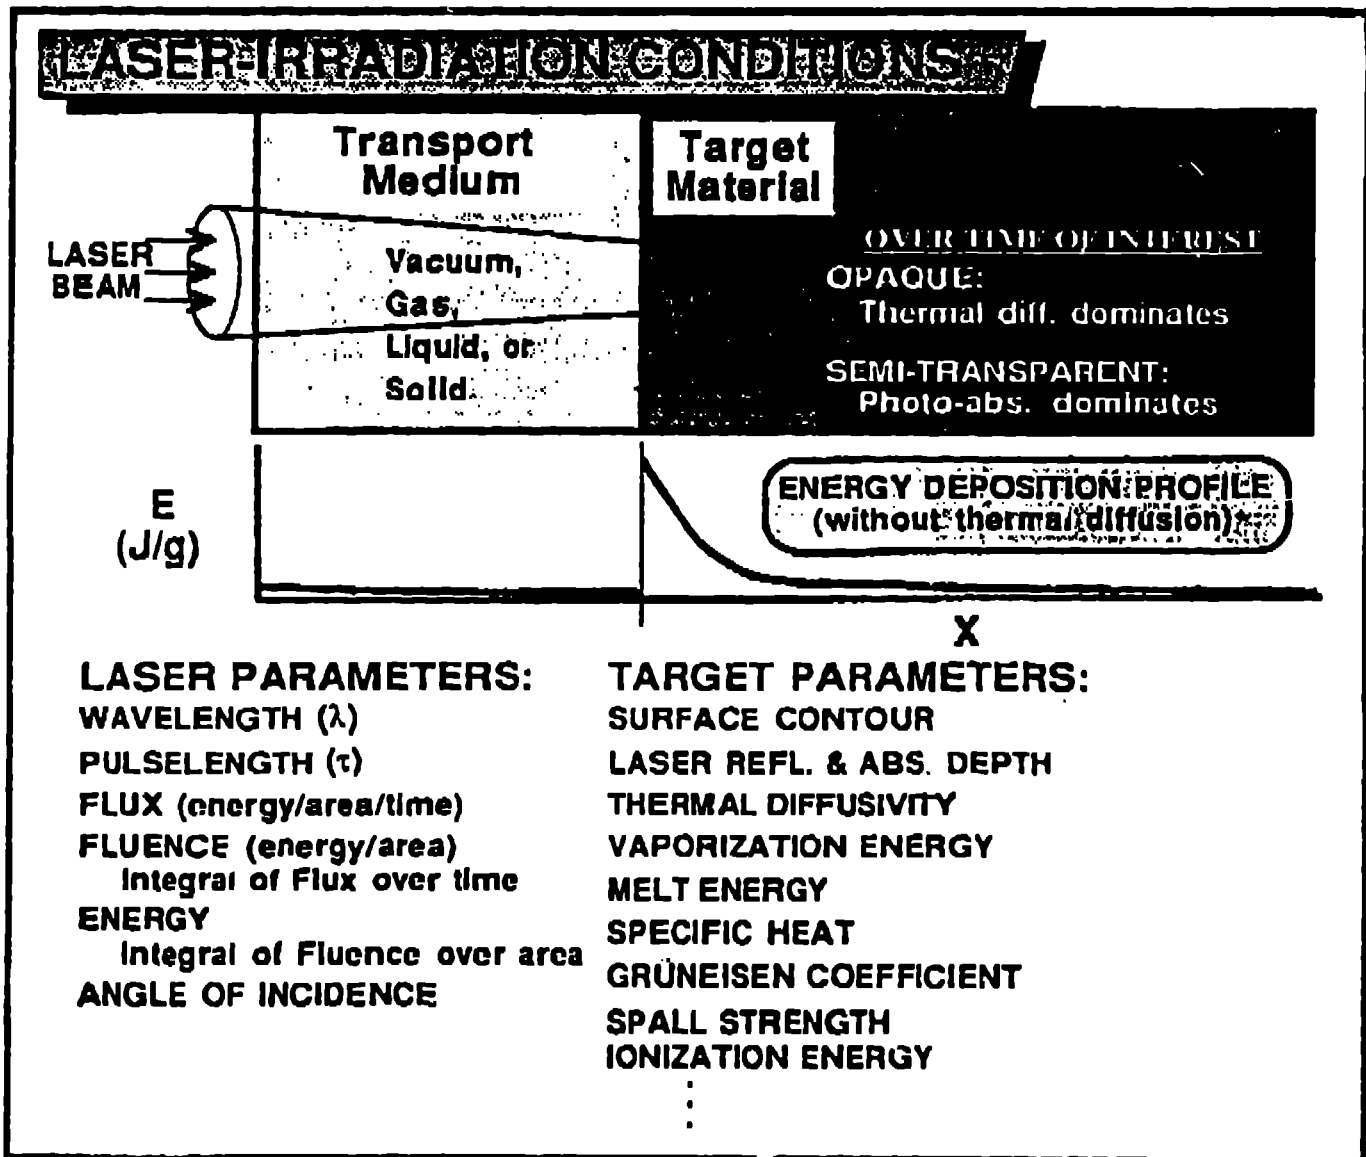 LASER-IRRADIATION CONDITIONS
Transport
Medium
Target
Material
LASER
BEAM
Vacuum,
Gas,
Liquid, or
Solid
OVER TIME OF INTEREST
OPAQUE:
Thermal diff. dominates
SEMI-TRANSPARENT:
Photo-abs. dominates
E
(J/g)
ENERGY DEPOSITION PROFILE
(without thermal diffusion)
X
LASER PARAMETERS:
WAVELENGTH (λ)
PULSELENGTH (τ)
FLUX (energy/area/time)
FLUENCE (energy/area)
Integral of Flux over time
ENERGY
Integral of Fluence over area
ANGLE OF INCIDENCE
TARGET PARAMETERS:
SURFACE CONTOUR
LASER REFL. & ABS. DEPTH
THERMAL DIFFUSIVITY
VAPORIZATION ENERGY
MELT ENERGY
SPECIFIC HEAT
GRÜNEISEN COEFFICIENT
SPALL STRENGTH
IONIZATION ENERGY
⋮